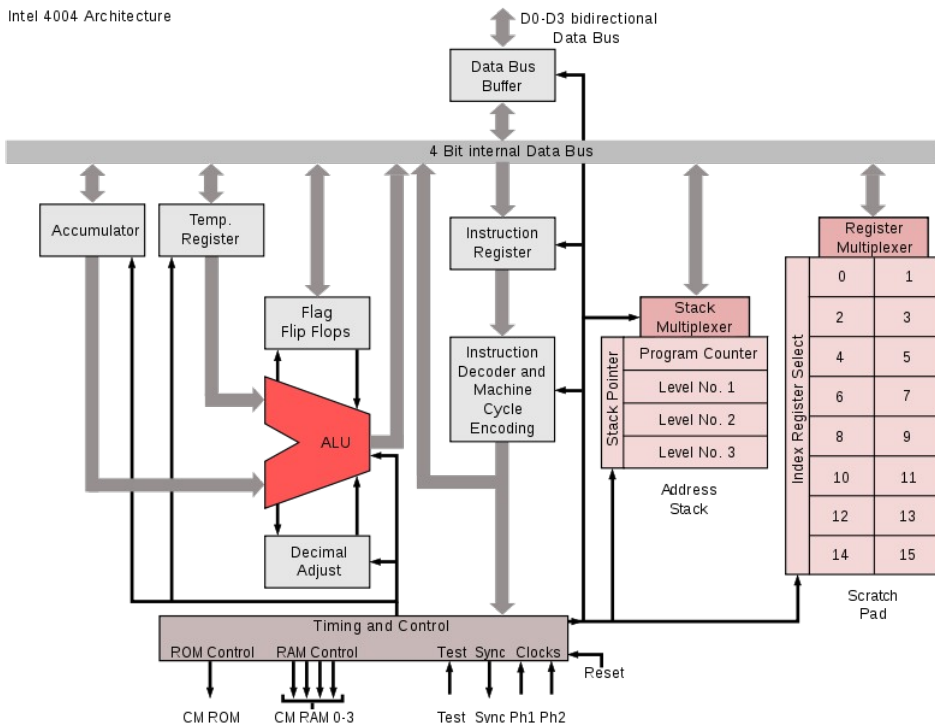 Intel 4004 Architecture
D0-D3 bidirectional
Data Bus
Data Bus
Buffer
4 Bit internal Data Bus
Accumulator
Temp.
Register
Instruction
Register
Register
Multiplexer
Flag
Flip Flops
Stack
Multiplexer
Instruction
Decoder and
Machine
Cycle
Encoding
Stack Pointer
Program Counter
Level No. 1
Level No. 2
Level No. 3
Address
Stack
Index Register Select
0 1
2 3
4 5
6 7
8 9
10 11
12 13
14 15
Scratch
Pad
ALU
Decimal
Adjust
Timing and Control
ROM Control RAM Control Test Sync Clocks
Reset
CM ROM CM RAM 0-3 Test Sync Ph1 Ph2